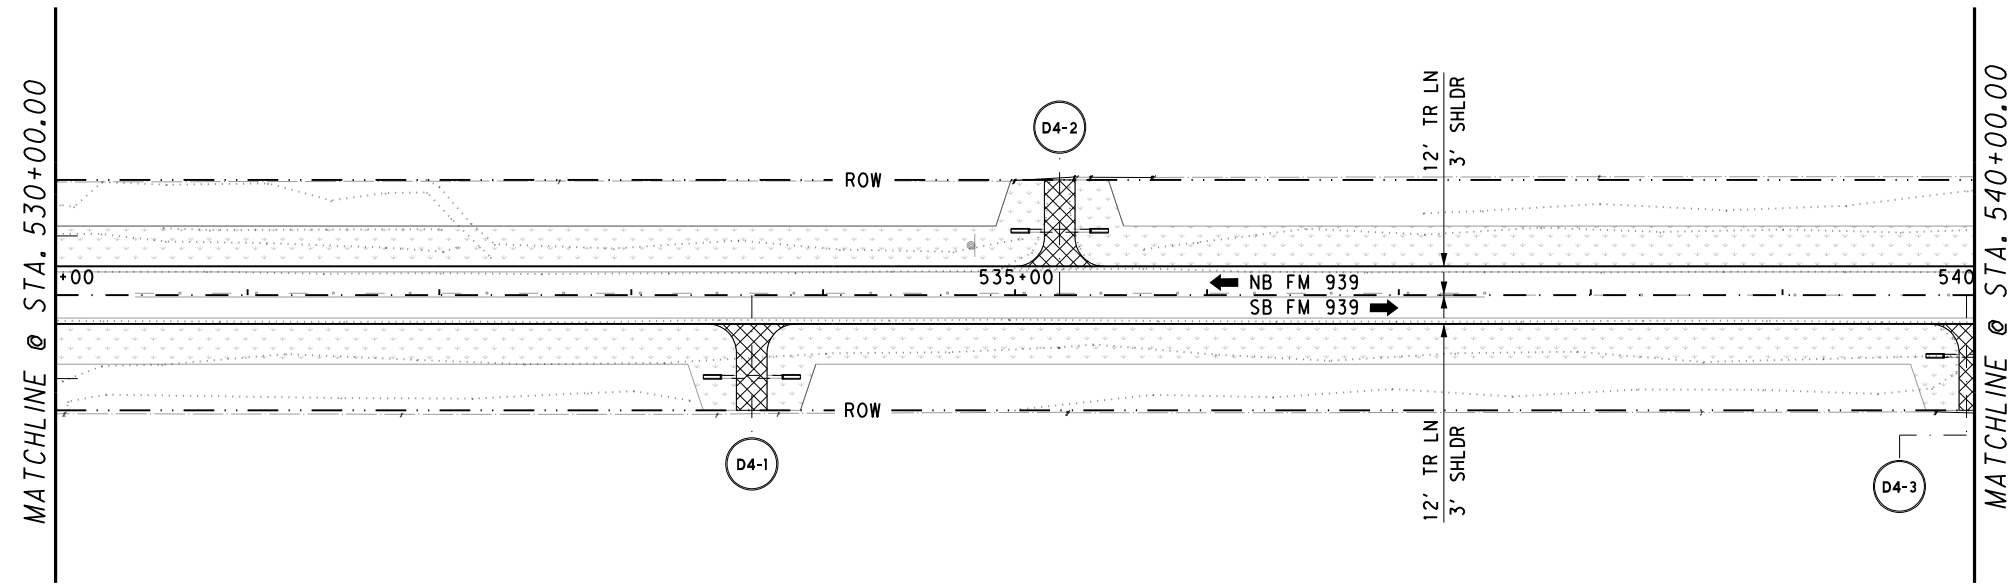 MATCHLINE @ STA. 530+00.00
D4-2
12' TR LN
3' SHLDR
MATCHLINE @ STA. 540+00.00
ROW
+00
535+00
NB FM 939
540
SB FM 939
ROW
D4-1
12' TR LN
3' SHLDR
D4-3